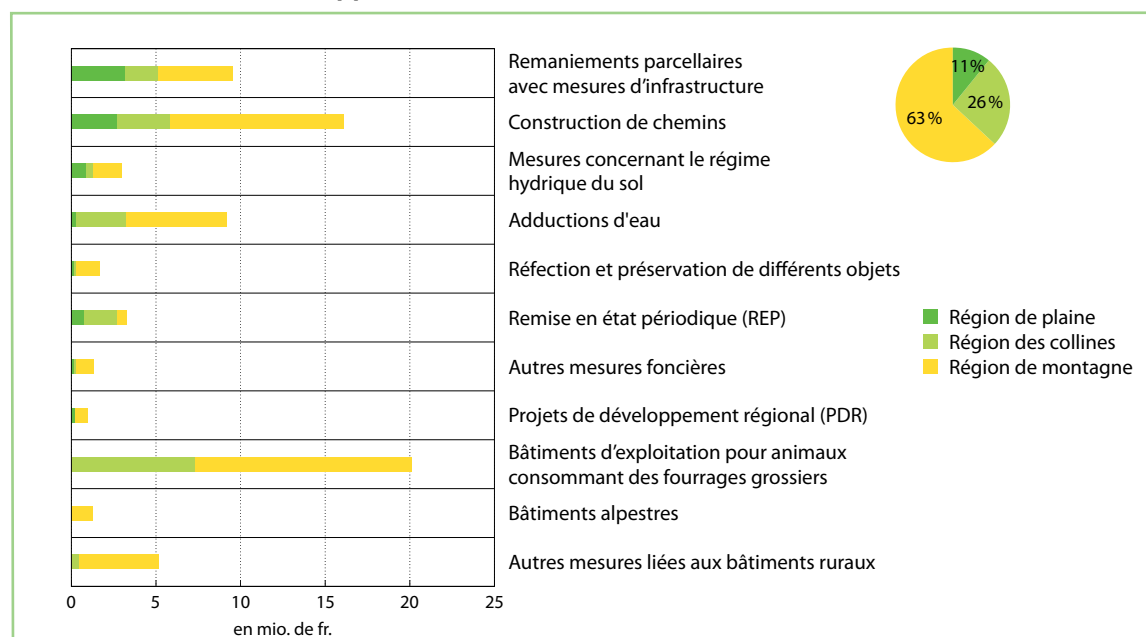 Remaniements parcellaires
avec mesures d’infrastructure
Construction de chemins
Mesures concernant le régime
hydrique du sol
Adductions d'eau
Réfection et préservation de différents objets
Remise en état périodique (REP)
Autres mesures foncières
Projets de développement régional (PDR)
Bâtiments d’exploitation pour animaux
consommant des fourrages grossiers
Bâtiments alpestres
Autres mesures liées aux bâtiments ruraux
0 5 10 15 20 25
en mio. de fr.
11 %
26 %
63 %
Région de plaine
Région des collines
Région de montagne